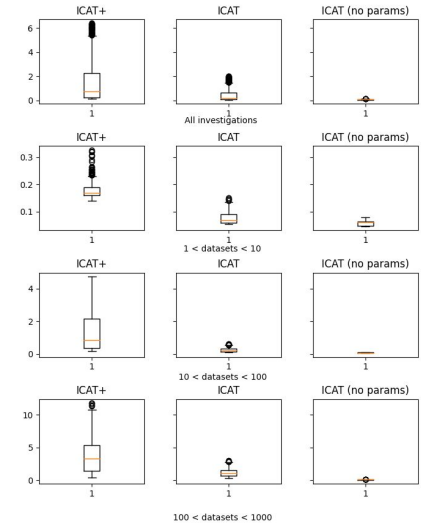 ICAT+ ICAT ICAT (no params)
6
4
2
0
1 1 1
All investigations
ICAT+ ICAT ICAT (no params)
0.3
0.2
0.1
1 1 1
1 < datasets < 10
ICAT+ ICAT ICAT (no params)
4
2
0
1 1 1
10 < datasets < 100
ICAT+ ICAT ICAT (no params)
10
5
0
1 1 1
100 < datasets < 1000